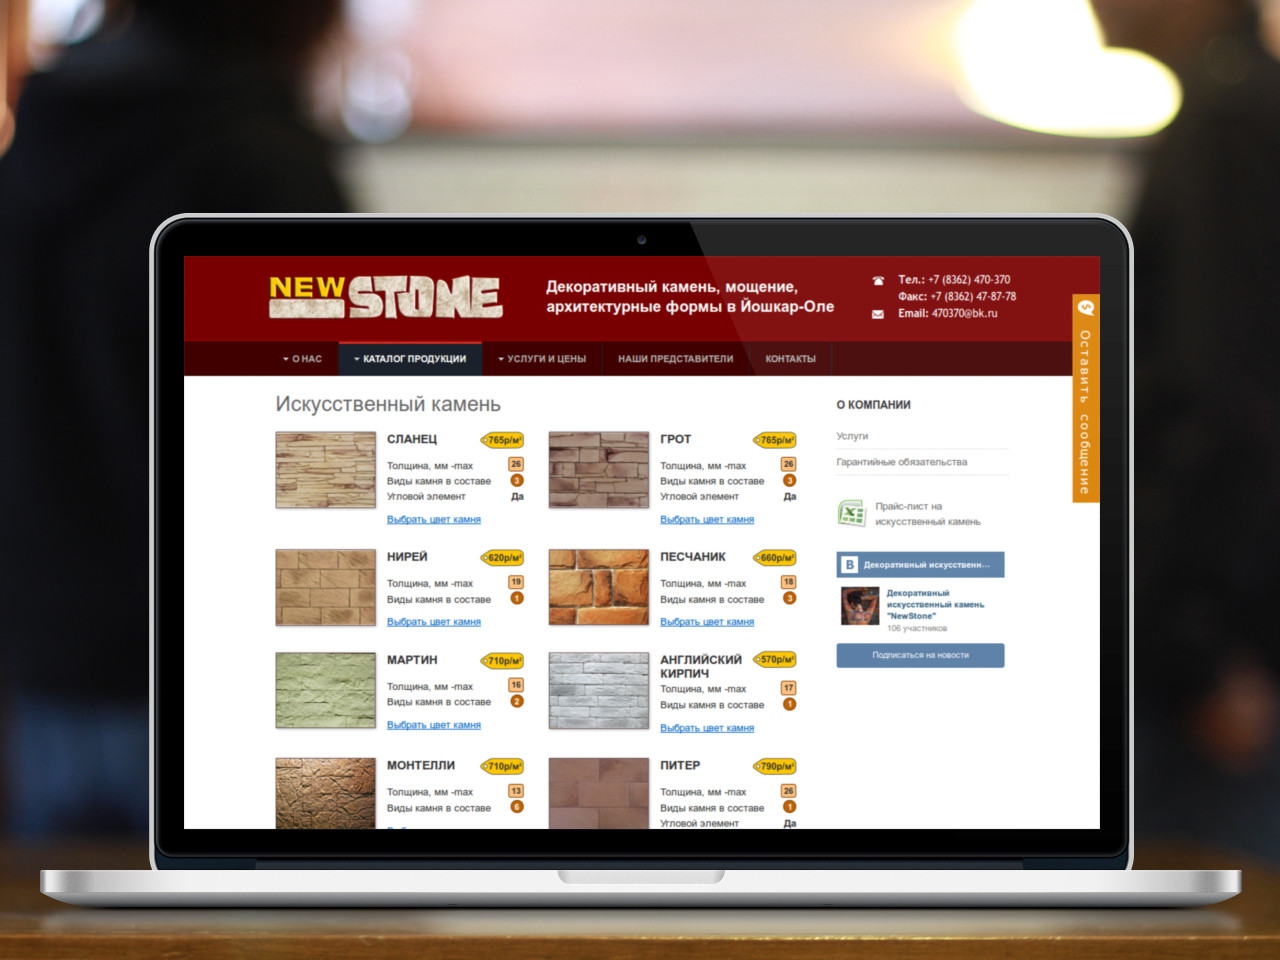 NEW STONE
Декоративный камень, мощение,
архитектурные формы в Йошкар-Оле
Тел.: +7 (8362) 470-370
Факс: +7 (8362) 47-87-78
Email: 470370@bk.ru
О НАС
КАТАЛОГ ПРОДУКЦИИ
УСЛУГИ И ЦЕНЫ
НАШИ ПРЕДСТАВИТЕЛИ
КОНТАКТЫ
Оставить сообщение
Искусственный камень
СЛАНЕЦ 765р/м²
Толщина, мм -max 26
Виды камня в составе 3
Угловой элемент Да
Выбрать цвет камня
ГРОТ 765р/м²
Толщина, мм -max 26
Виды камня в составе 3
Угловой элемент Да
Выбрать цвет камня
НИРЕЙ 620р/м²
Толщина, мм -max 19
Виды камня в составе 1
Выбрать цвет камня
ПЕСЧАНИК 660р/м²
Толщина, мм -max 18
Виды камня в составе 3
Выбрать цвет камня
МАРТИН 710р/м²
Толщина, мм -max 16
Виды камня в составе 2
Выбрать цвет камня
АНГЛИЙСКИЙ 570р/м²
КИРПИЧ
Толщина, мм -max 17
Виды камня в составе 1
Выбрать цвет камня
МОНТЕЛЛИ 710р/м²
Толщина, мм -max 13
Виды камня в составе 6
ПИТЕР 790р/м²
Толщина, мм -max 26
Виды камня в составе 1
Угловой элемент Да
О КОМПАНИИ
Услуги
Гарантийные обязательства
Прайс-лист на
искусственный камень
В Декоративный искусственн...
Декоративный
искусственный камень
"NewStone"
106 участников
Подписаться на новости